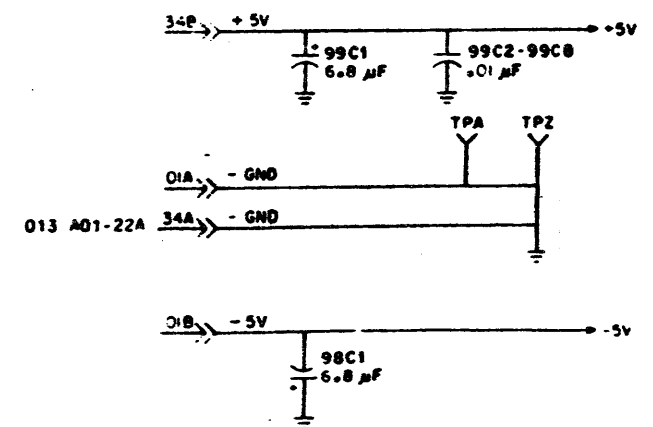 34B + 5V +5V
+ 99C1 99C2-99C8
6.8 µF .01 µF
TPA TPZ
01A - GND
013 A01-22A 34A - GND
01B - 5V -5V
98C1
6.8 µF
+